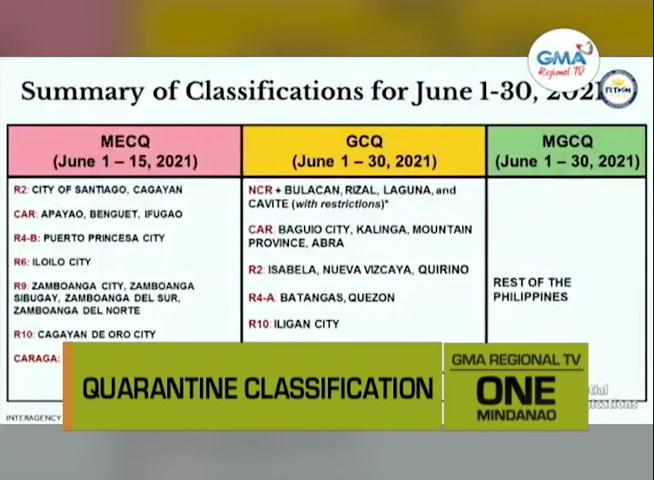 GMA
Regional TV
Summary of Classifications for June 1-30, 2021
RTVM
MECQ
(June 1 – 15, 2021)
GCQ
(June 1 – 30, 2021)
MGCQ
(June 1 – 30, 2021)
R2: CITY OF SANTIAGO, CAGAYAN
CAR: APAYAO, BENGUET, IFUGAO
R4-B: PUERTO PRINCESA CITY
R6: ILOILO CITY
R9: ZAMBOANGA CITY, ZAMBOANGA
SIBUGAY, ZAMBOANGA DEL SUR,
ZAMBOANGA DEL NORTE
R10: CAGAYAN DE ORO CITY
CARAGA:
NCR + BULACAN, RIZAL, LAGUNA, and
CAVITE (with restrictions)*
CAR: BAGUIO CITY, KALINGA, MOUNTAIN
PROVINCE, ABRA
R2: ISABELA, NUEVA VIZCAYA, QUIRINO
R4-A: BATANGAS, QUEZON
R10: ILIGAN CITY
REST OF THE
PHILIPPINES
QUARANTINE CLASSIFICATION
GMA REGIONAL TV
ONE
MINDANAO
INTERAGENCY